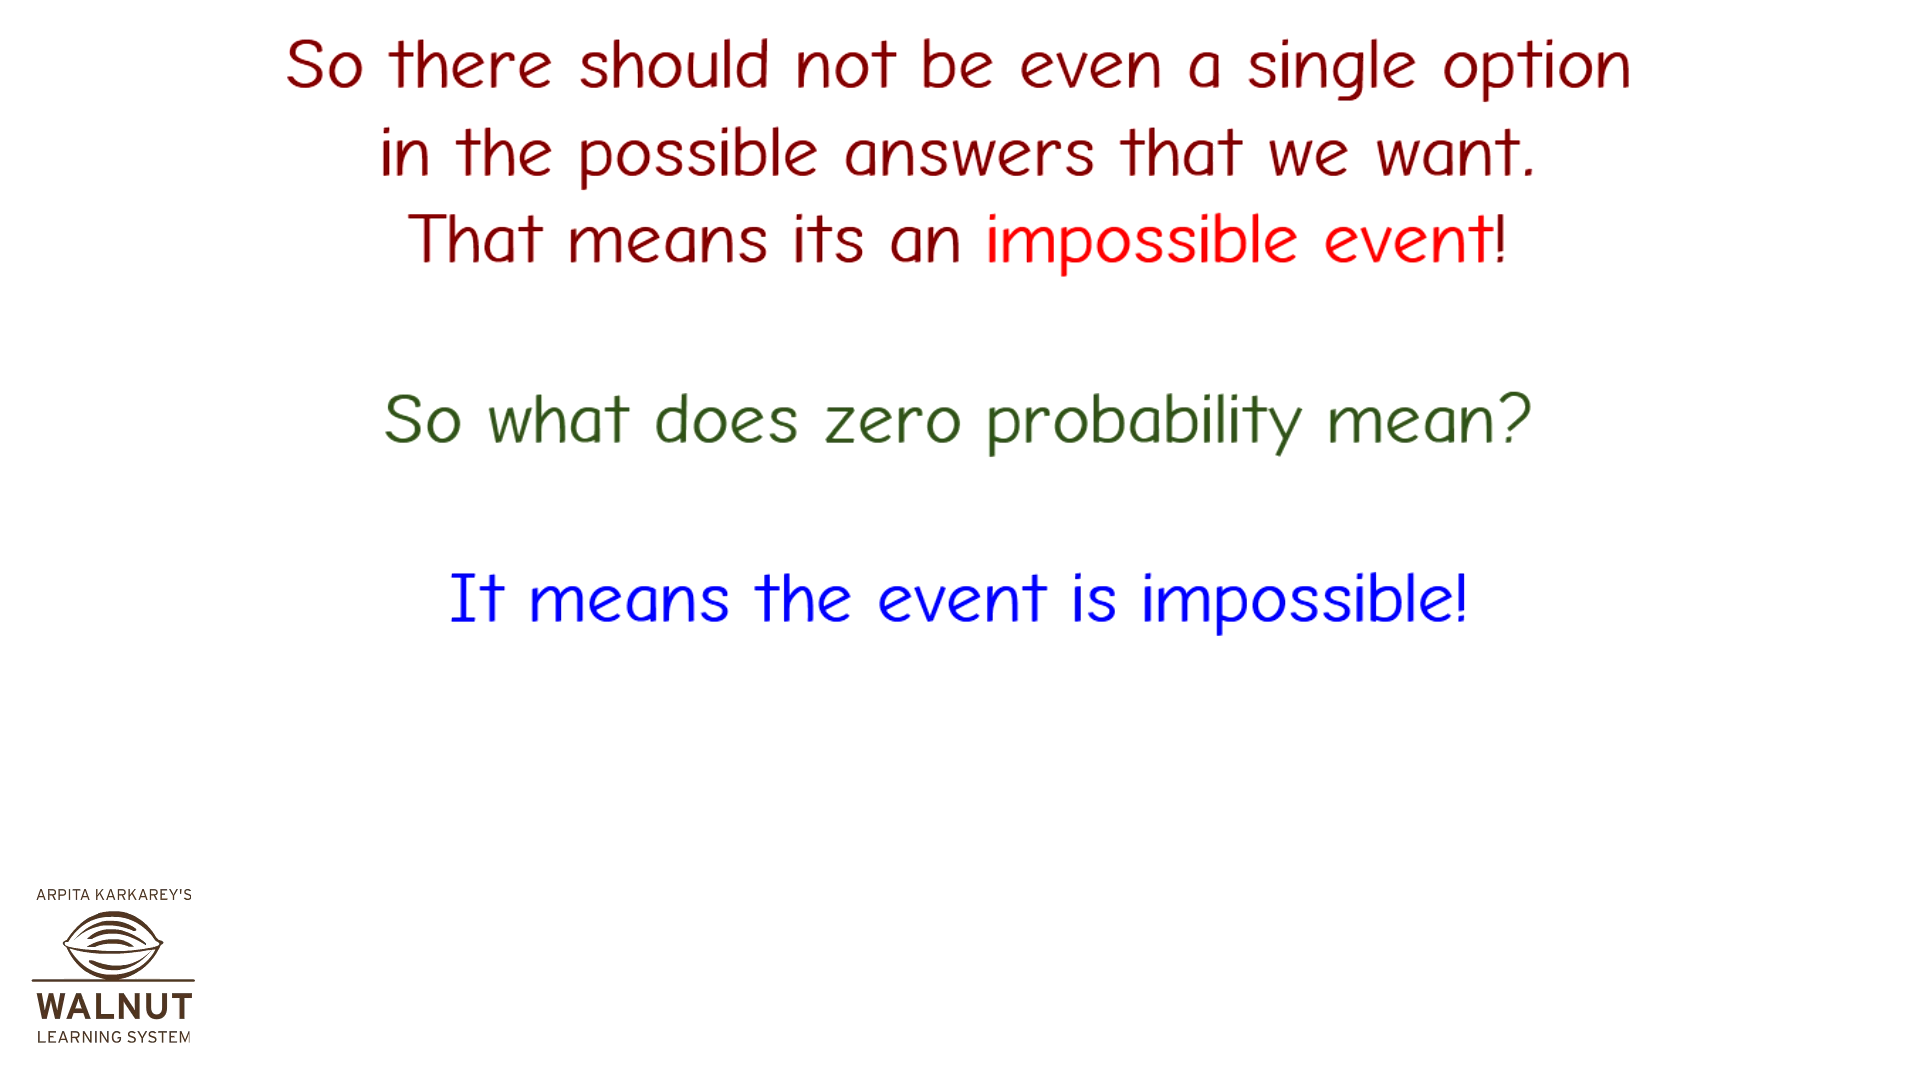 So there should not be even a single option
in the possible answers that we want.
That means its an impossible event!
So what does zero probability mean?
It means the event is impossible!
ARPITA KARKAREY'S
WALNUT
LEARNING SYSTEM